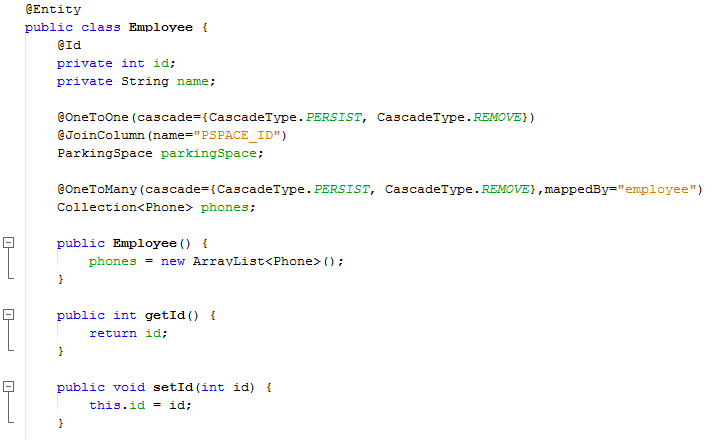 @Entity
public class Employee {
@Id
private int id;
private String name;
@OneToOne(cascade={CascadeType.PERSIST, CascadeType.REMOVE})
@JoinColumn(name="PSPACE_ID")
ParkingSpace parkingSpace;
@OneToMany(cascade={CascadeType.PERSIST, CascadeType.REMOVE},mappedBy="employee")
Collection<Phone> phones;
public Employee() {
phones = new ArrayList<Phone>();
}
public int getId() {
return id;
}
public void setId(int id) {
this.id = id;
}